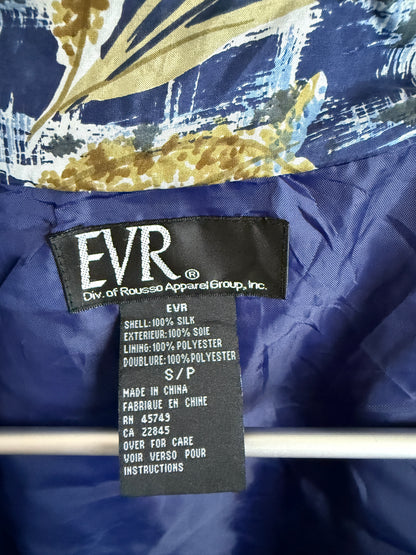 EVR®
Div. of Rousso Apparel Group, Inc.
EVR
SHELL: 100% SILK
EXTERIEUR: 100% SOIE
LINING: 100% POLYESTER
DOUBLURE: 100% POLYESTER
S/P
MADE IN CHINA
FABRIQUE EN CHINE
RN 45749
CA 22845
OVER FOR CARE
VOIR VERSO POUR
INSTRUCTIONS